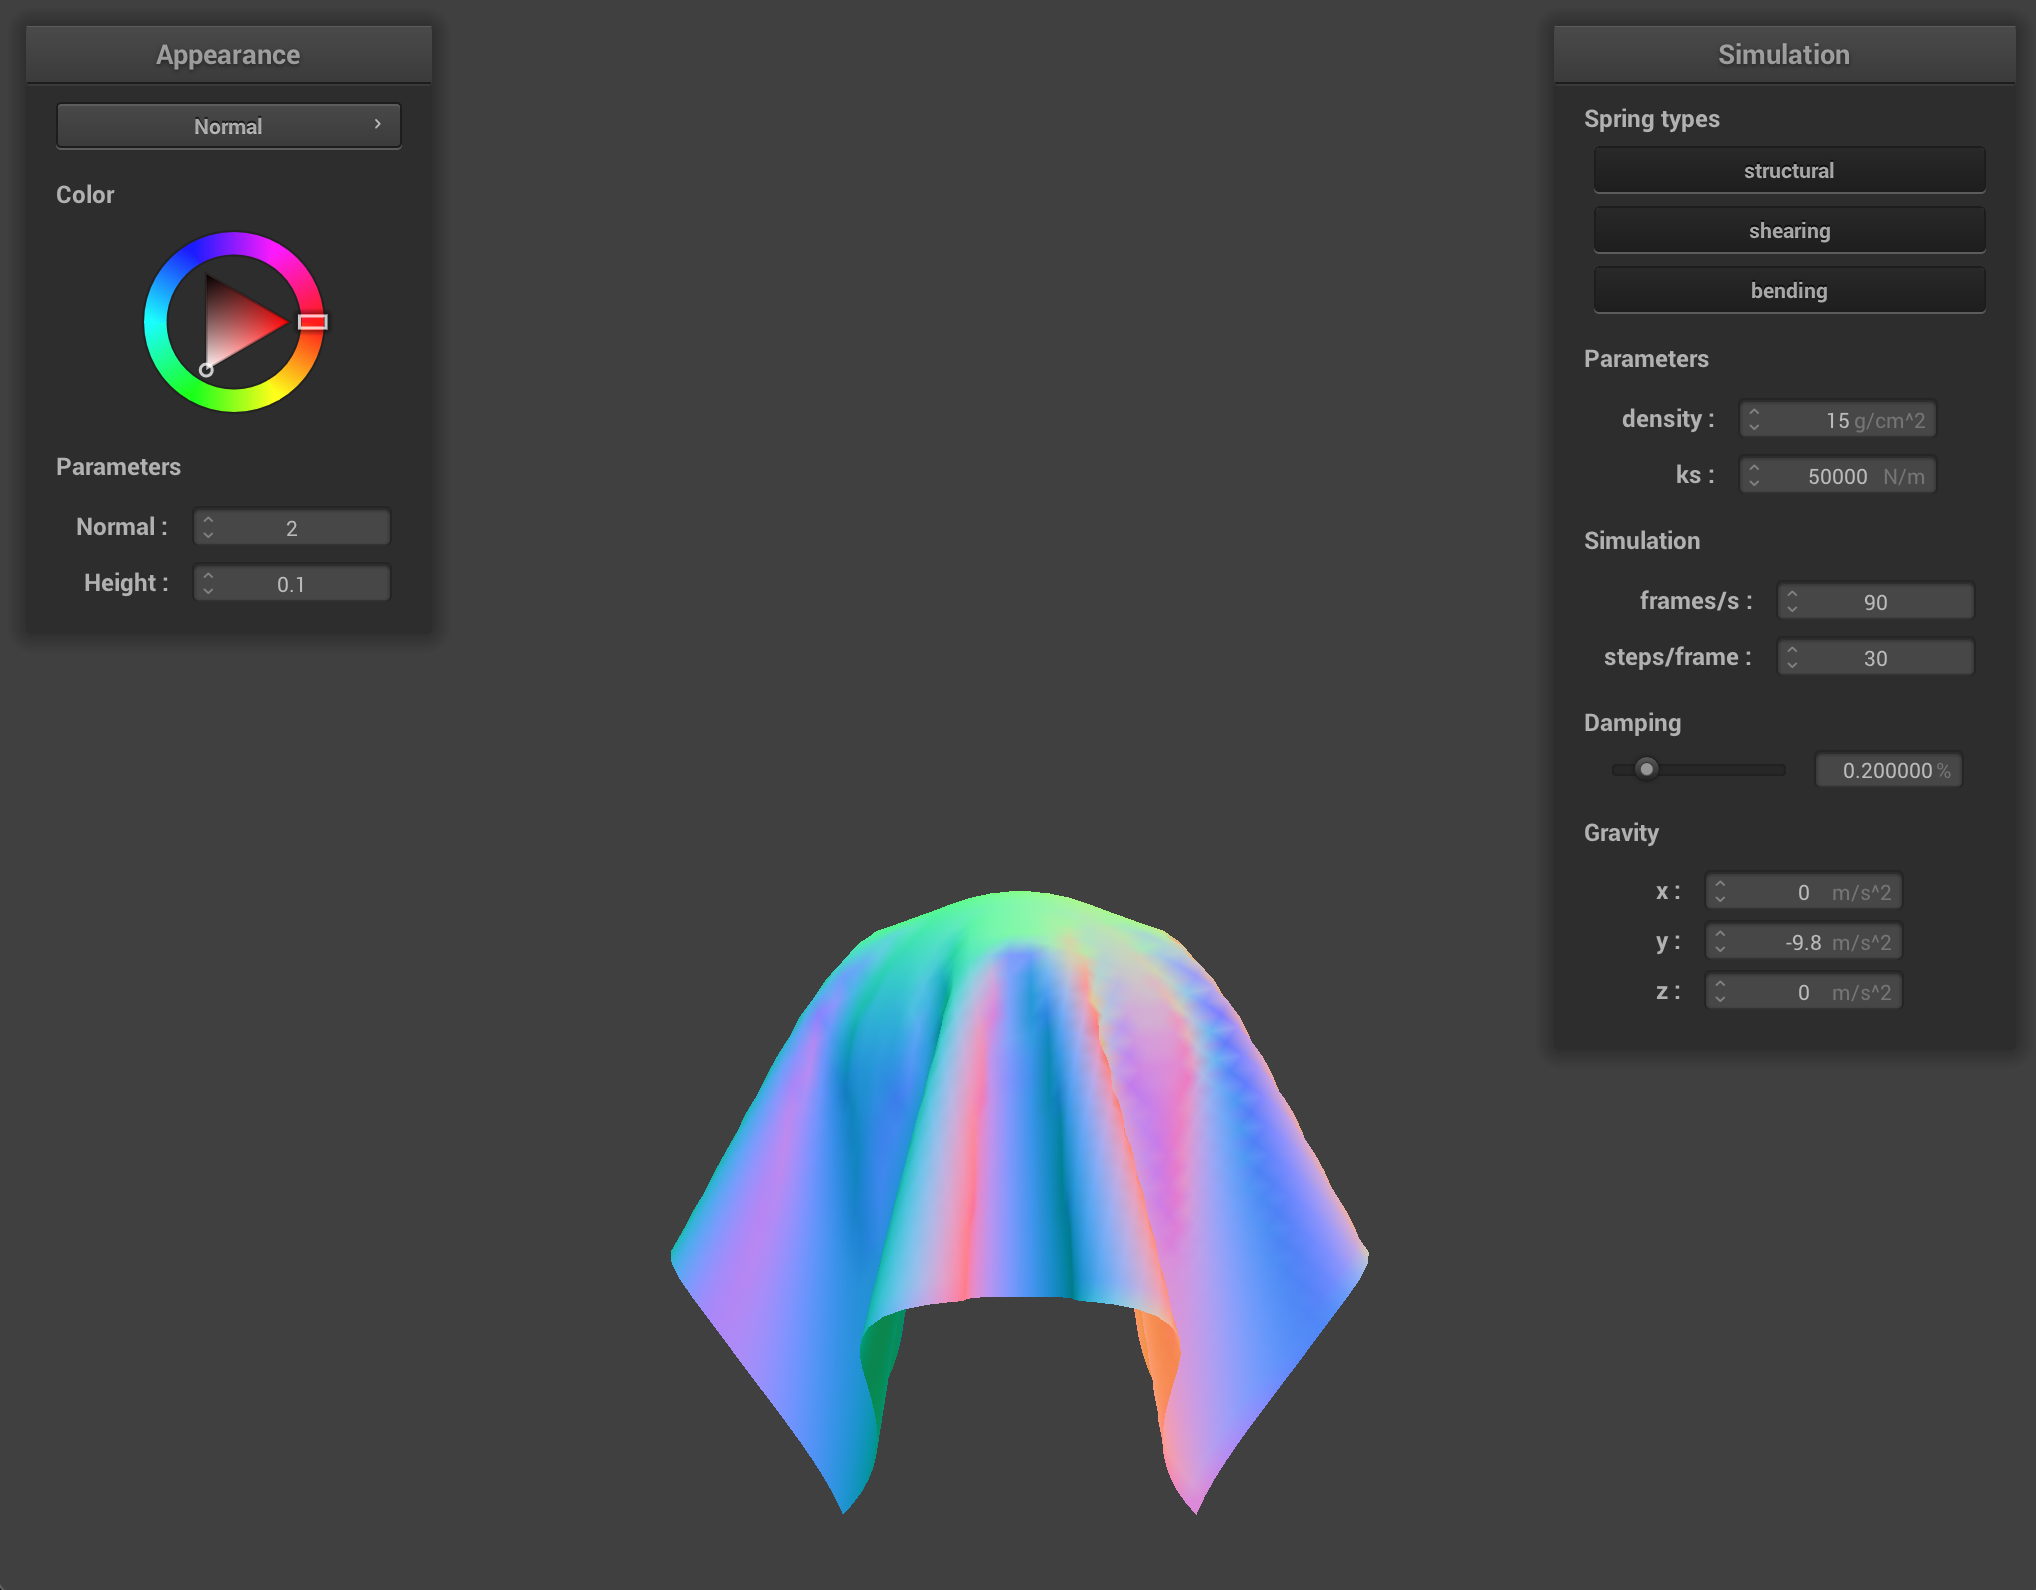 Appearance
Normal
Color
Parameters
Normal : 2
Height : 0.1
Simulation
Spring types
structural
shearing
bending
Parameters
density : 15 g/cm^2
ks : 50000 N/m
Simulation
frames/s : 90
steps/frame : 30
Damping
0.200000 %
Gravity
x : 0 m/s^2
y : -9.8 m/s^2
z : 0 m/s^2